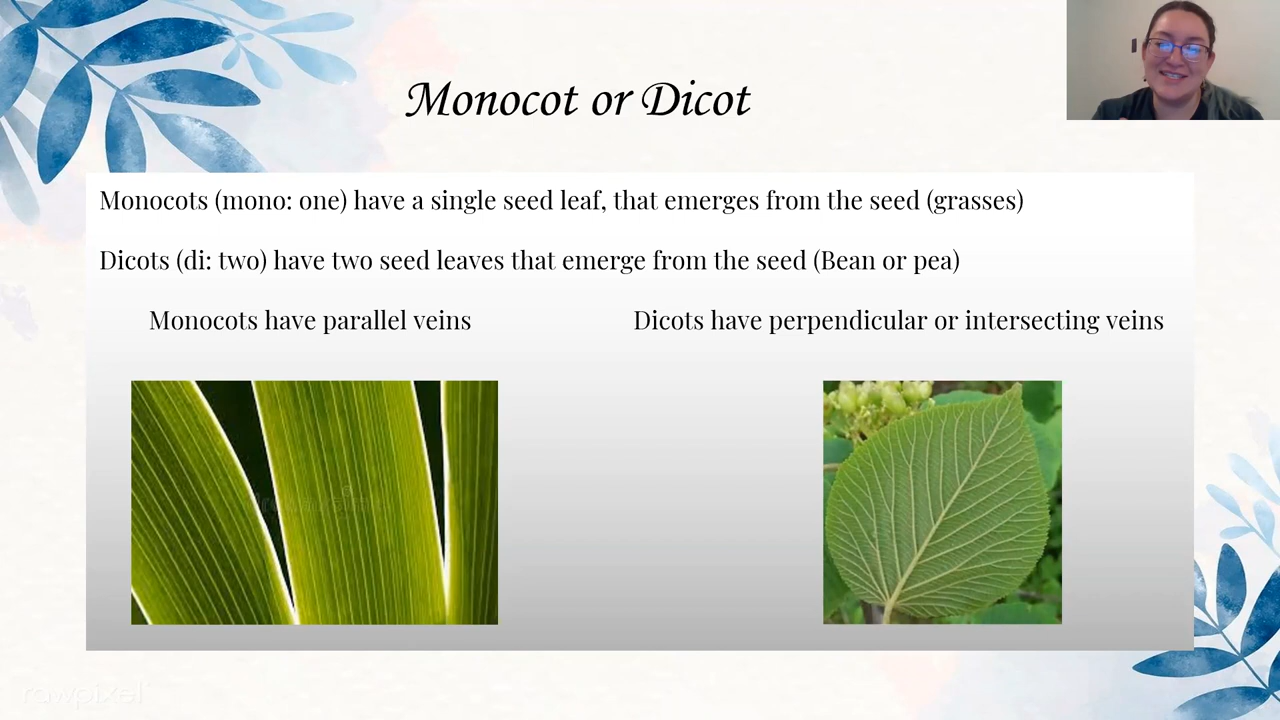 Monocot or Dicot
Monocots (mono: one) have a single seed leaf, that emerges from the seed (grasses)
Dicots (di: two) have two seed leaves that emerge from the seed (Bean or pea)
Monocots have parallel veins
Dicots have perpendicular or intersecting veins
rawpixel